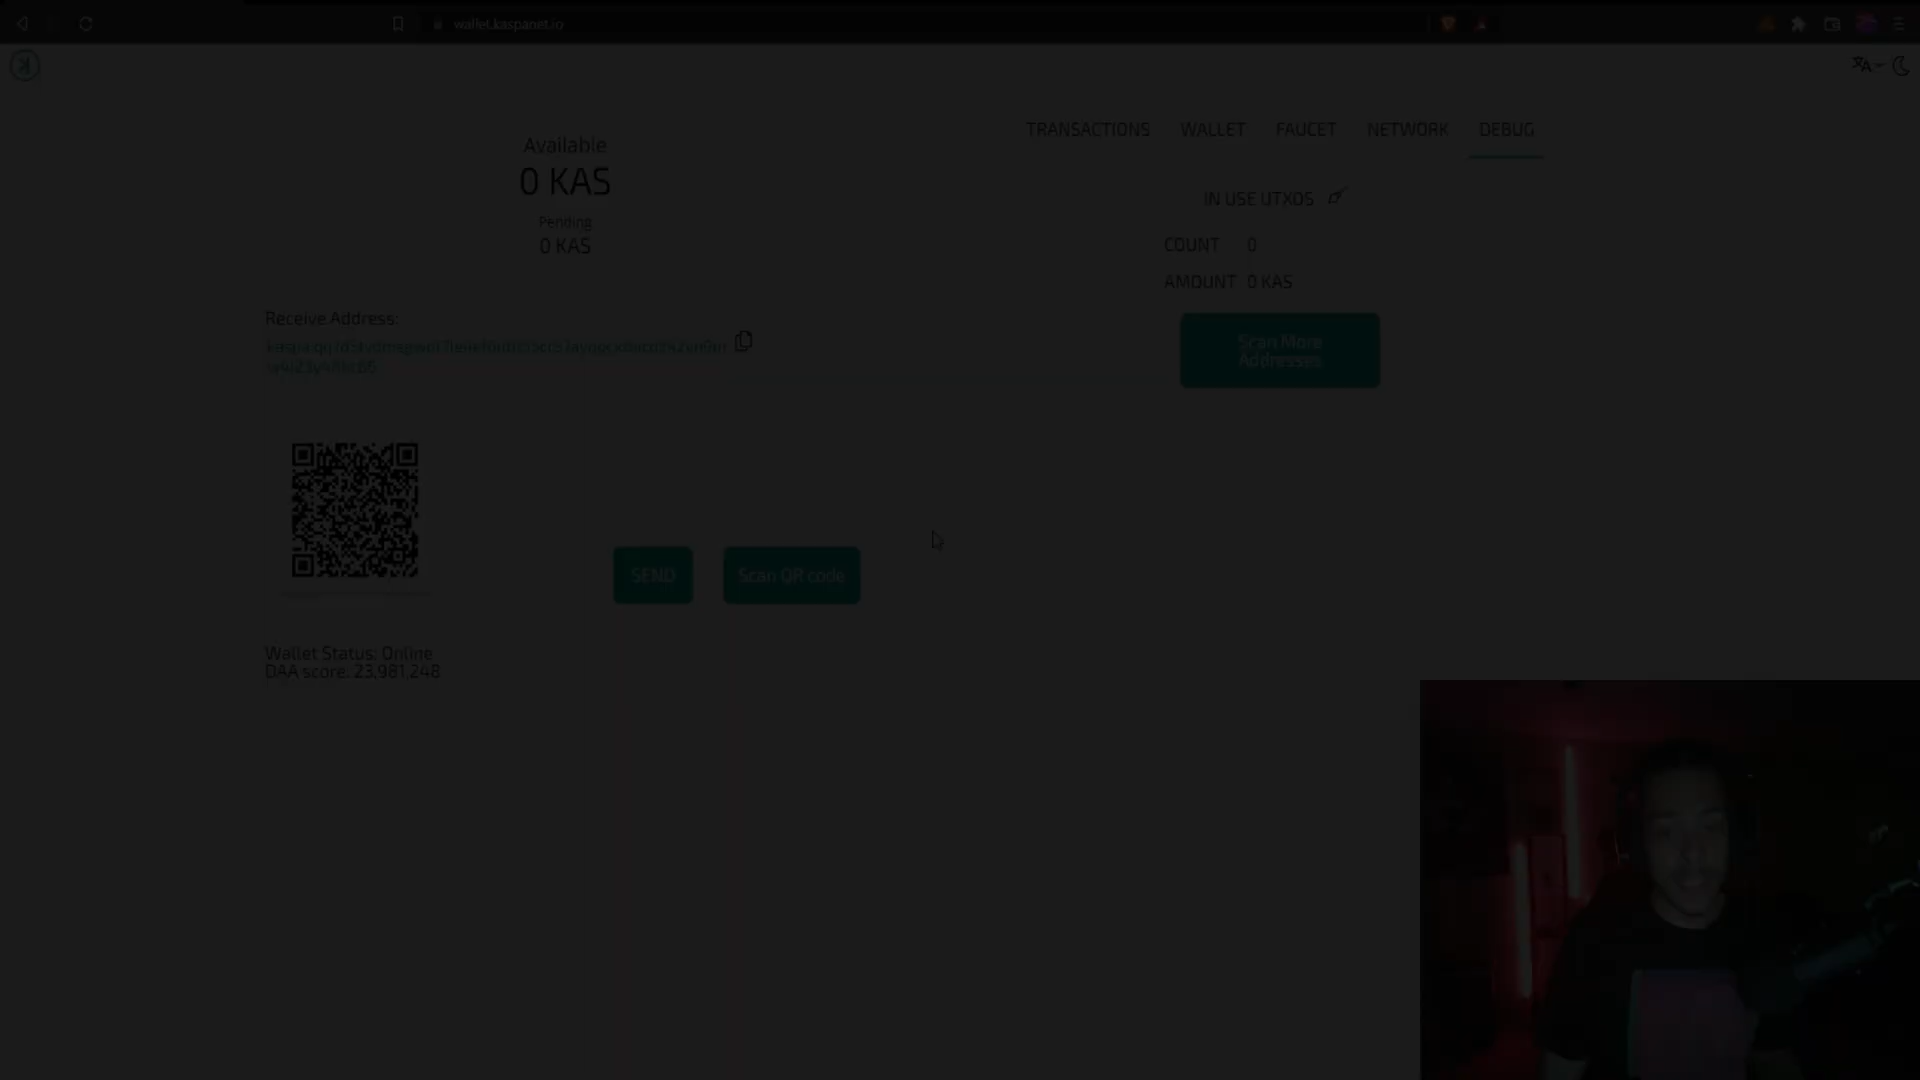 wallet.kaspanet.io
TRANSACTIONS WALLET FAUCET NETWORK DEBUG
Available
0 KAS
Pending
0 KAS
IN USE UTXOS
COUNT 0
AMOUNT 0 KAS
Receive Address:
Scan More
Addresses
SEND Scan QR code
Wallet Status: Online
DAA score: 23,981,248